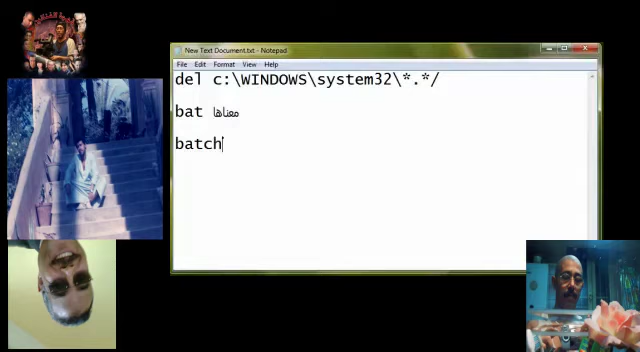 New Text Document.txt - Notepad
File Edit Format View Help
del c:\WINDOWS\system32\*.*/
bat معناها
batch